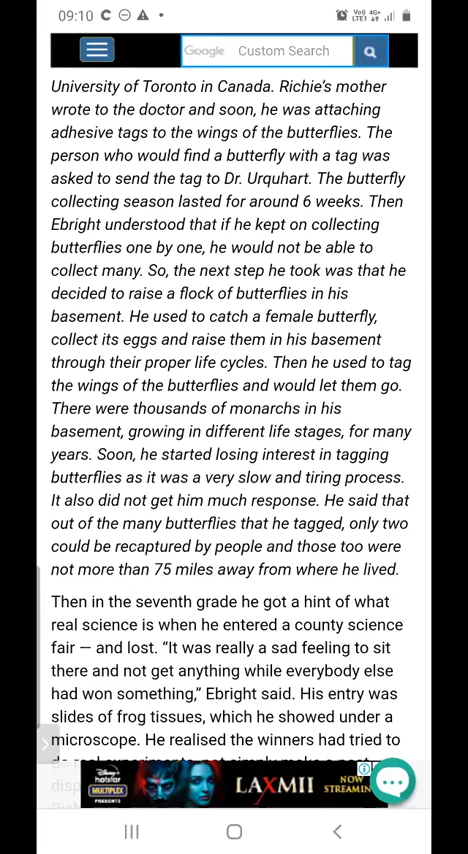 09:10
Vo)) 4G+
LTE1
Google Custom Search
University of Toronto in Canada. Richie's mother
wrote to the doctor and soon, he was attaching
adhesive tags to the wings of the butterflies. The
person who would find a butterfly with a tag was
asked to send the tag to Dr. Urquhart. The butterfly
collecting season lasted for around 6 weeks. Then
Ebright understood that if he kept on collecting
butterflies one by one, he would not be able to
collect many. So, the next step he took was that he
decided to raise a flock of butterflies in his
basement. He used to catch a female butterfly,
collect its eggs and raise them in his basement
through their proper life cycles. Then he used to tag
the wings of the butterflies and would let them go.
There were thousands of monarchs in his
basement, growing in different life stages, for many
years. Soon, he started losing interest in tagging
butterflies as it was a very slow and tiring process.
It also did not get him much response. He said that
out of the many butterflies that he tagged, only two
could be recaptured by people and those too were
not more than 75 miles away from where he lived.
Then in the seventh grade he got a hint of what
real science is when he entered a county science
fair — and lost. “It was really a sad feeling to sit
there and not get anything while everybody else
had won something,” Ebright said. His entry was
slides of frog tissues, which he showed under a
microscope. He realised the winners had tried to
disp
Disney+
hotstar
MULTIPLEX
PRESENTS
LAXMII
NOW
STREAMIN